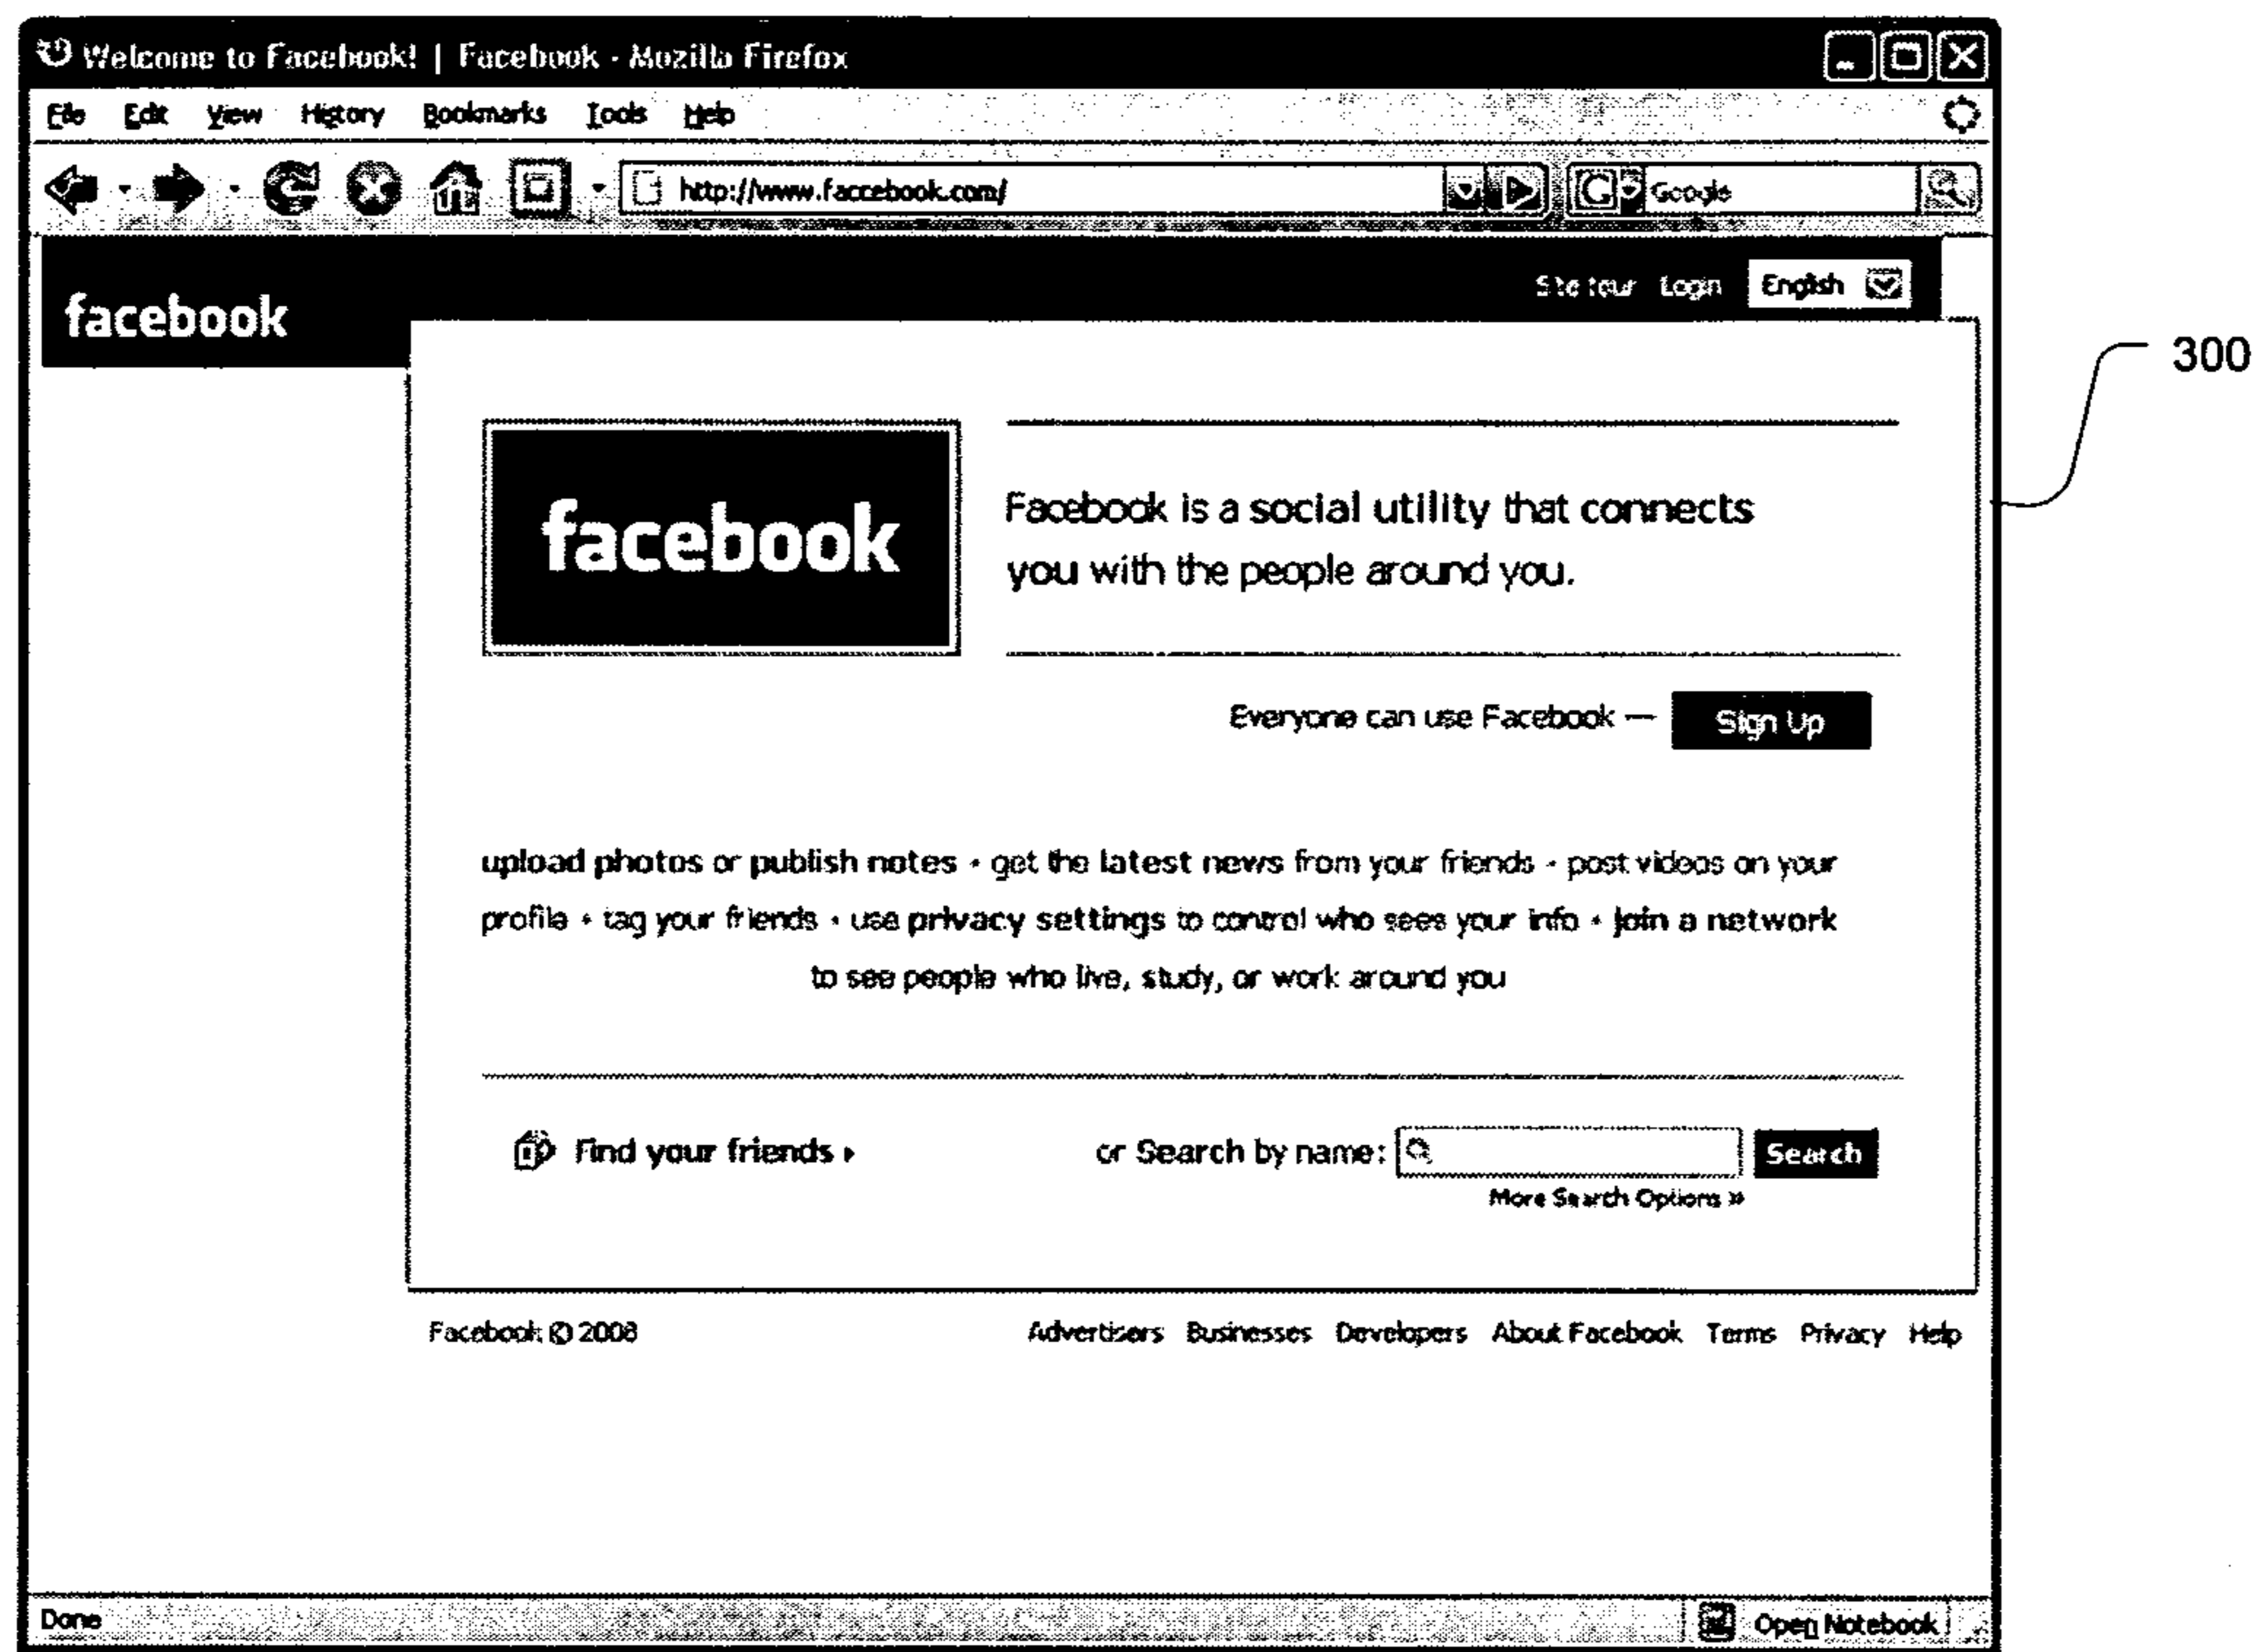 Welcome to Facebook! | Facebook - Mozilla Firefox
File Edit View History Bookmarks Tools Help
http://www.faccebook.com/ G Google
Site tour Login English
facebook
300
facebook
Facebook is a social utility that connects
you with the people around you.
Everyone can use Facebook — Sign Up
upload photos or publish notes • get the latest news from your friends • post videos on your
profile • tag your friends • use privacy settings to control who sees your info • join a network
to see people who live, study, or work around you
Find your friends ▸ or Search by name: Search
More Search Options »
Facebook © 2008 Advertisers Businesses Developers About Facebook Terms Privacy Help
Done Open Notebook